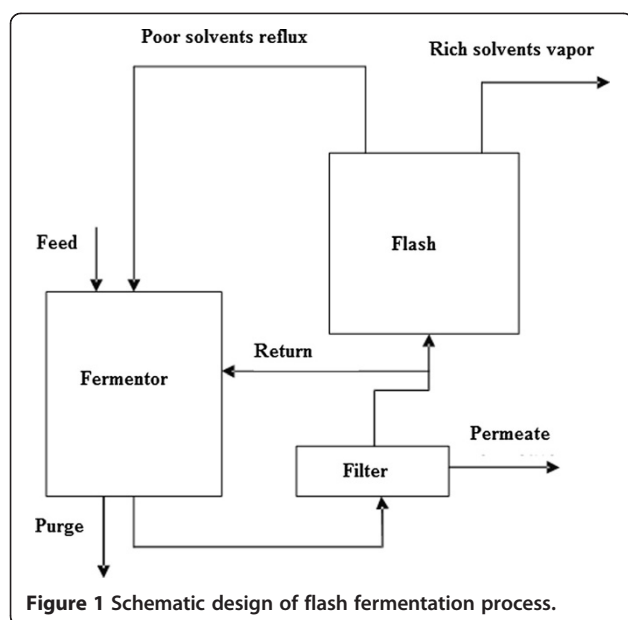 Poor solvents reflux
Rich solvents vapor
Feed
Flash
Return
Fermentor
Permeate
Filter
Purge
Figure 1 Schematic design of flash fermentation process.